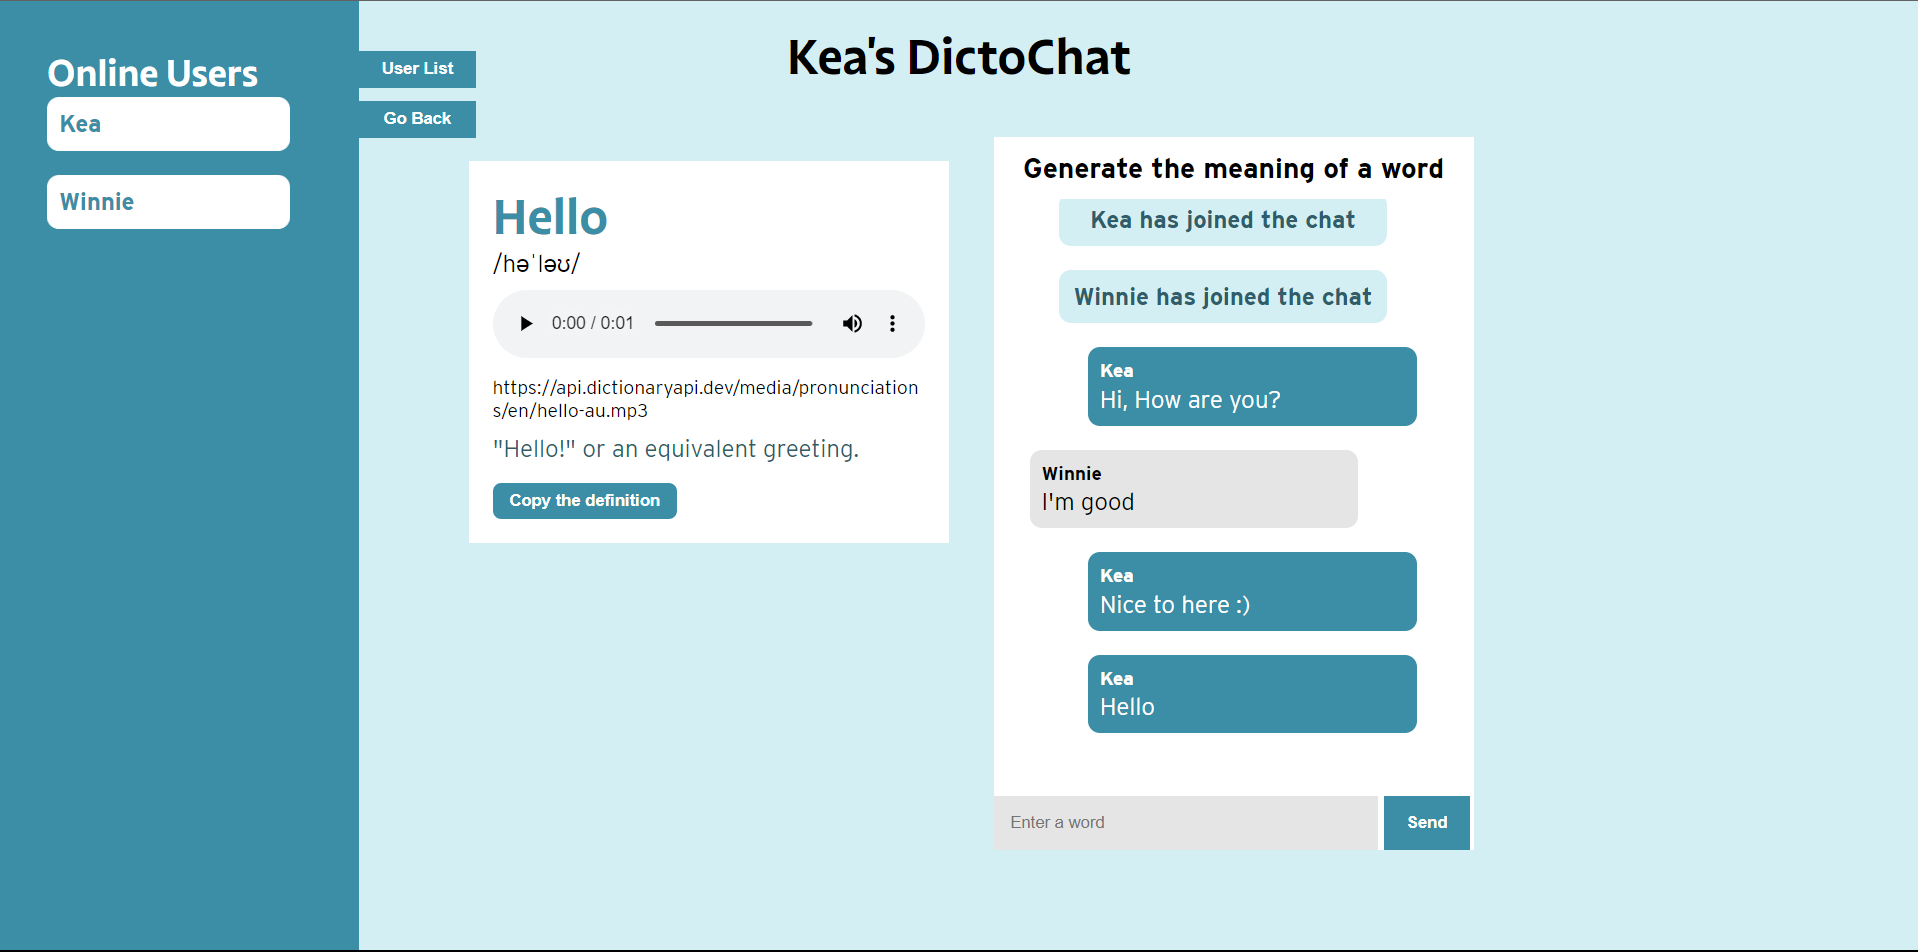 Kea's DictoChat
Online Users
Kea
Winnie
User List
Go Back
Hello
/həˈləʊ/
0:00 / 0:01
https://api.dictionaryapi.dev/media/pronunciation
s/en/hello-au.mp3
"Hello!" or an equivalent greeting.
Copy the definition
Generate the meaning of a word
Kea has joined the chat
Winnie has joined the chat
Kea
Hi, How are you?
Winnie
I'm good
Kea
Nice to here :)
Kea
Hello
Enter a word
Send